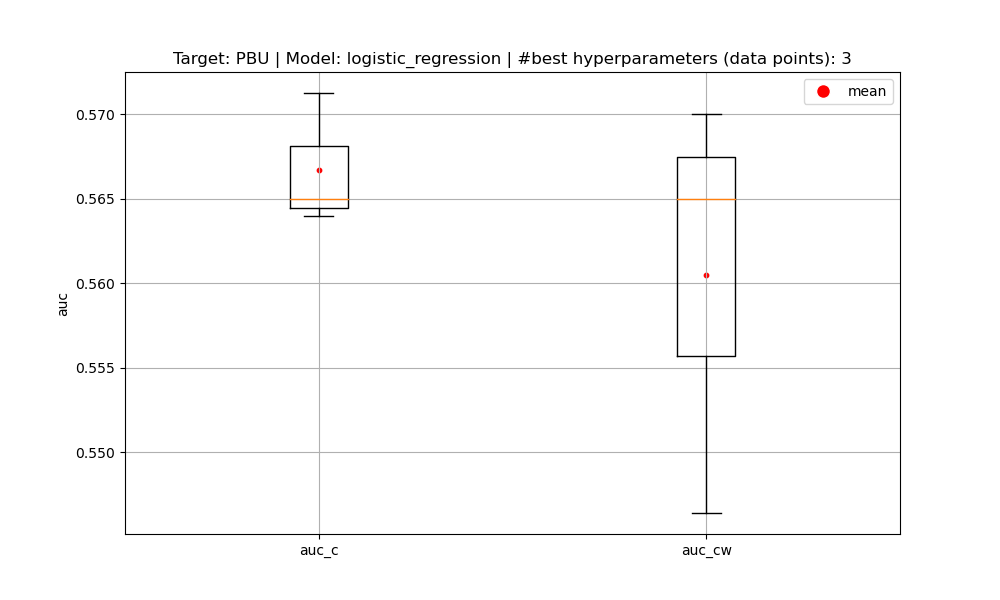 Target: PBU | Model: logistic_regression | #best hyperparameters (data points): 3
mean
0.570
0.565
0.560
0.555
0.550
auc
auc_c
auc_cw